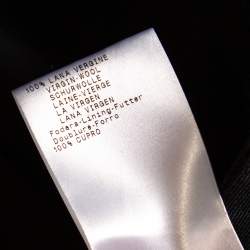 100% LANA VERGINE
VIRGIN-WOOL
SCHURWOLLE
LAINE-VIERGE
LA VIRGEN
LANA VIRGEN
Fodera-Lining-Futter
Doublure-Forro
100% CUPRO